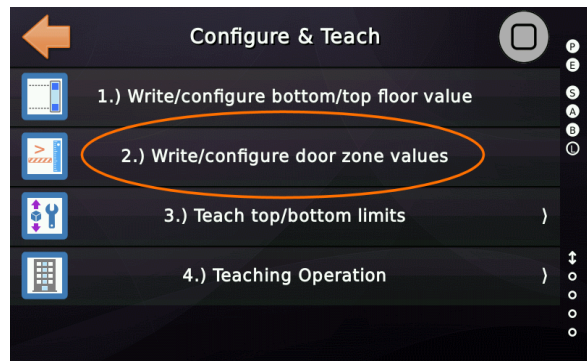 Configure & Teach
P
E
1.) Write/configure bottom/top floor value
S
A
B
2.) Write/configure door zone values
L
3.) Teach top/bottom limits
4.) Teaching Operation